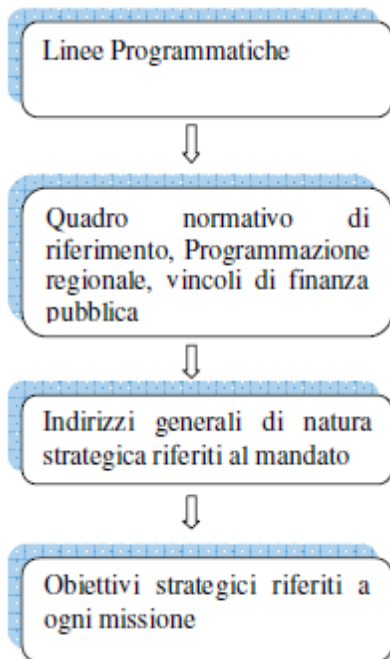 Linee Programmatiche
Quadro normativo di
riferimento, Programmazione
regionale, vincoli di finanza
pubblica
Indirizzi generali di natura
strategica riferiti al mandato
Obiettivi strategici riferiti a
ogni missione